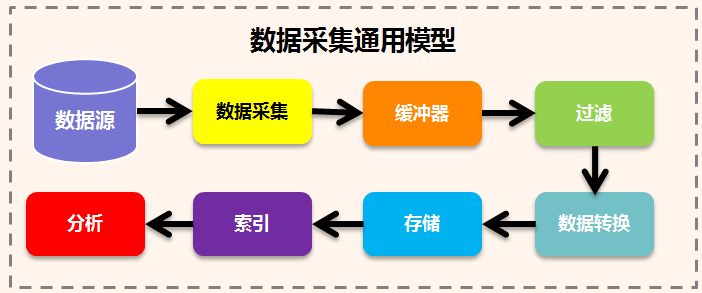 数据采集通用模型
数据源
数据采集
缓冲器
过滤
数据转换
存储
索引
分析